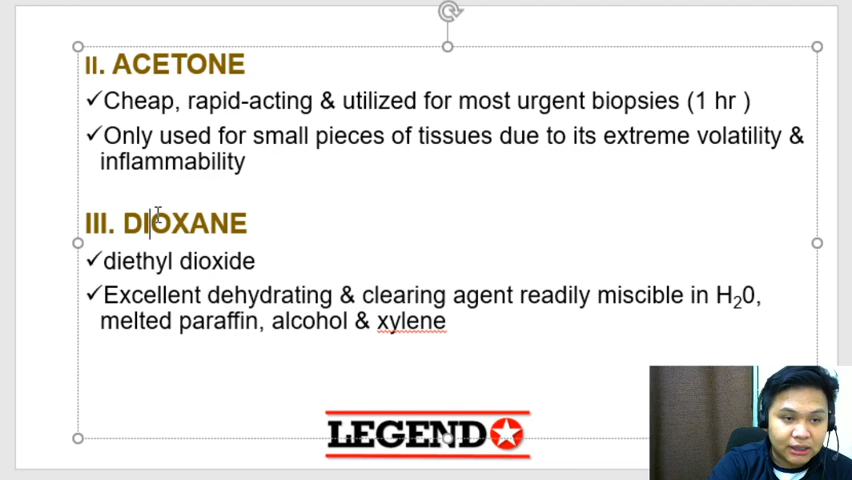 II. ACETONE
✓Cheap, rapid-acting & utilized for most urgent biopsies (1 hr )
✓Only used for small pieces of tissues due to its extreme volatility &
inflammability
III. DIOXANE
✓diethyl dioxide
✓Excellent dehydrating & clearing agent readily miscible in H₂0,
melted paraffin, alcohol & xylene
LEGEND